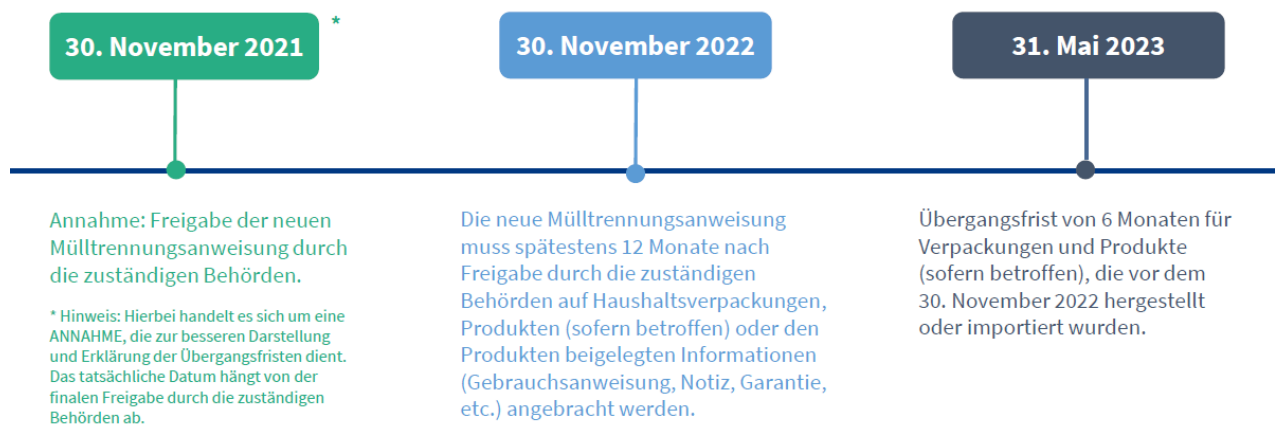 30. November 2021 *
Annahme: Freigabe der neuen
Mülltrennungsanweisung durch
die zuständigen Behörden.
* Hinweis: Hierbei handelt es sich um eine
ANNAHME, die zur besseren Darstellung
und Erklärung der Übergangsfristen dient.
Das tatsächliche Datum hängt von der
finalen Freigabe durch die zuständigen
Behörden ab.
30. November 2022
Die neue Mülltrennungsanweisung
muss spätestens 12 Monate nach
Freigabe durch die zuständigen
Behörden auf Haushaltsverpackungen,
Produkten (sofern betroffen) oder den
Produkten beigelegten Informationen
(Gebrauchsanweisung, Notiz, Garantie,
etc.) angebracht werden.
31. Mai 2023
Übergangsfrist von 6 Monaten für
Verpackungen und Produkte
(sofern betroffen), die vor dem
30. November 2022 hergestellt
oder importiert wurden.